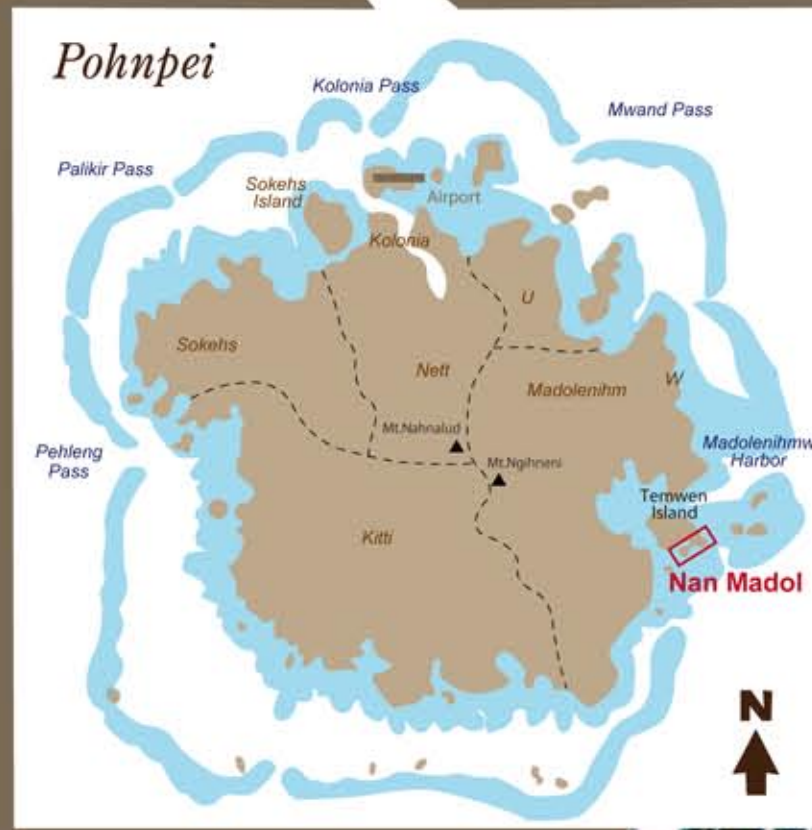 Pohnpei
Kolonia Pass
Mwand Pass
Palikir Pass
Sokehs
Island
Airport
Kolonia
U
Sokehs
Nett
Madolenihm
W
Mt.Nahnalud
Mt.Ngihneni
Madolenihmw
Harbor
Pehleng
Pass
Temwen
Island
Kitti
Nan Madol
N